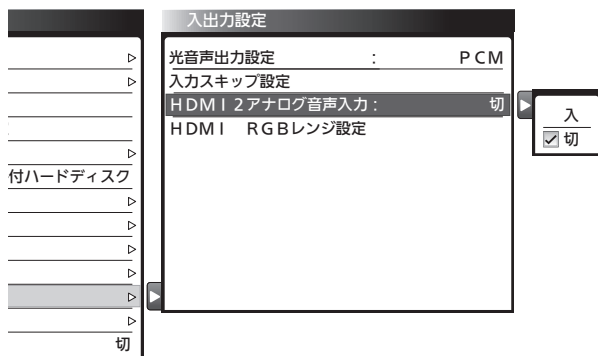 付ハードディスク
切
入出力設定
光音声出力設定 : PCM
入力スキップ設定
HDMI2アナログ音声入力: 切
HDMI RGBレンジ設定
入
切